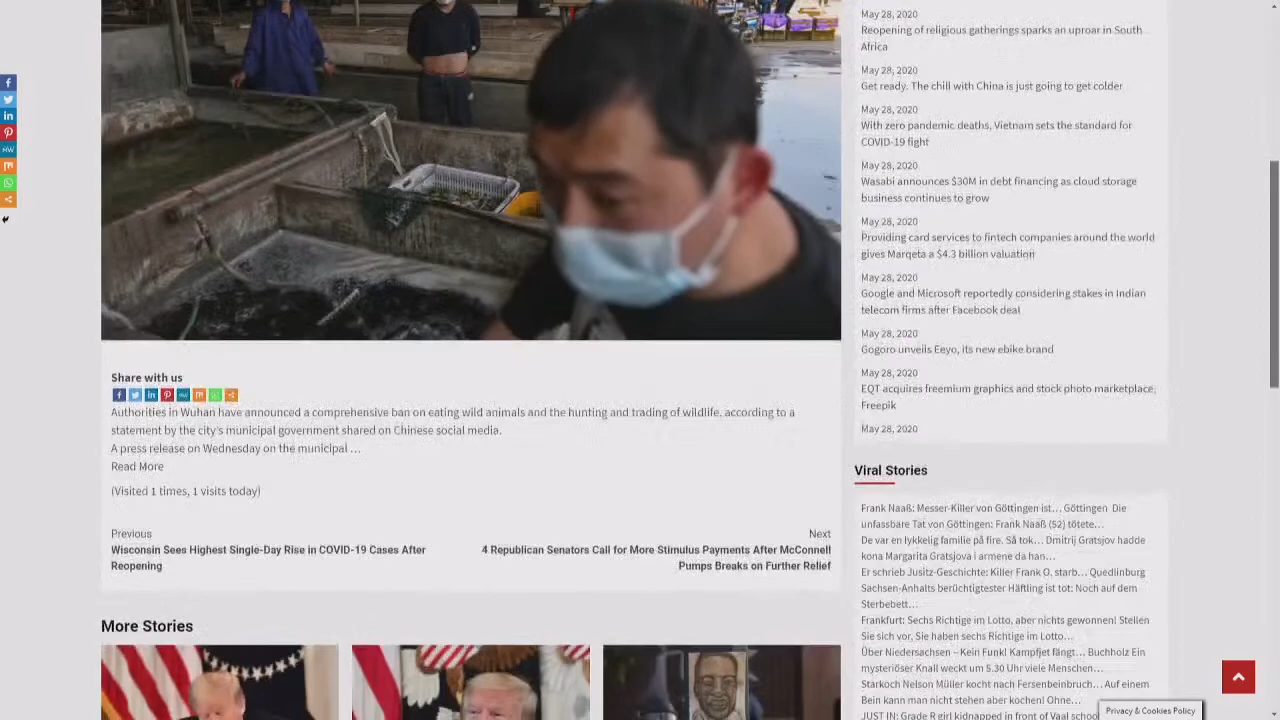 Share with us
Authorities in Wuhan have announced a comprehensive ban on eating wild animals and the hunting and trading of wildlife, according to a
statement by the city's municipal government shared on Chinese social media.
A press release on Wednesday on the municipal …
Read More
(Visited 1 times, 1 visits today)
Previous
Wisconsin Sees Highest Single-Day Rise in COVID-19 Cases After
Reopening
Next
4 Republican Senators Call for More Stimulus Payments After McConnell
Pumps Breaks on Further Relief
More Stories
May 28, 2020
Reopening of religious gatherings sparks an uproar in South
Africa
May 28, 2020
Get ready. The chill with China is just going to get colder
May 28, 2020
With zero pandemic deaths, Vietnam sets the standard for
COVID-19 fight
May 28, 2020
Wasabi announces $30M in debt financing as cloud storage
business continues to grow
May 28, 2020
Providing card services to fintech companies around the world
gives Marqeta a $4.3 billion valuation
May 28, 2020
Google and Microsoft reportedly considering stakes in Indian
telecom firms after Facebook deal
May 28, 2020
Gogoro unveils Eeyo, its new ebike brand
May 28, 2020
EQT acquires freemium graphics and stock photo marketplace,
Freepik
May 28, 2020
Viral Stories
Frank Naaß: Messer-Killer von Göttingen ist… Göttingen Die
unfassbare Tat von Göttingen: Frank Naaß (52) tötete…
De var en lykkelig familie på fire. Så tok… Dmitrij Gratsjov hadde
kona Margarita Gratsjova i armene da han…
Er schrieb Jusitz-Geschichte: Killer Frank O. starb… Quedlinburg
Sachsen-Anhalts berüchtigtester Häftling ist tot: Noch auf dem
Sterbebett…
Frankfurt: Sechs Richtige im Lotto, aber nichts gewonnen! Stellen
Sie sich vor, Sie haben sechs Richtige im Lotto…
Über Niedersachsen – Kein Funk! Kampfjet fängt… Buchholz Ein
mysteriöser Knall weckt um 5.30 Uhr viele Menschen…
Starkoch Nelson Müller kocht nach Fersenbeinbruch… Auf einem
Bein kann man nicht stehen aber kochen! Ohne…
JUST IN: Grade R girl kidnapped in front of Vaal
Privacy & Cookies Policy